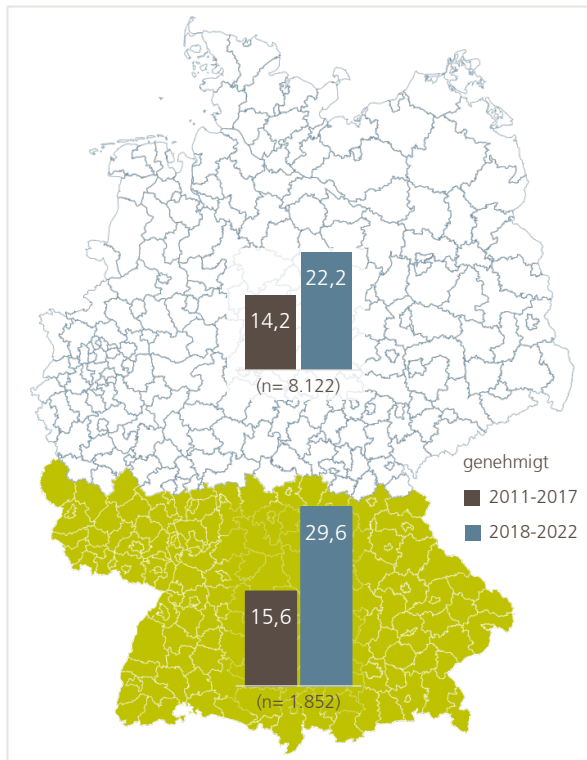 22,2
14,2
(n= 8.122)
genehmigt
2011-2017
2018-2022
29,6
15,6
(n= 1.852)